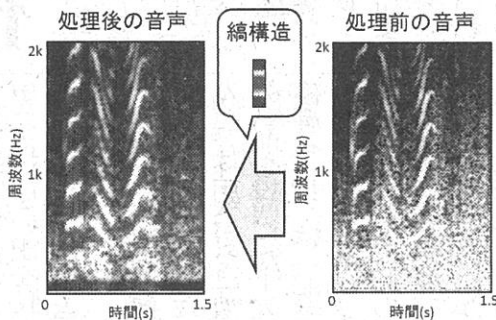 処理後の音声
縞構造
処理前の音声
2k
1k
周波数(Hz)
0
1.5
時間(s)
2k
1k
周波数(Hz)
0
1.5
時間(s)